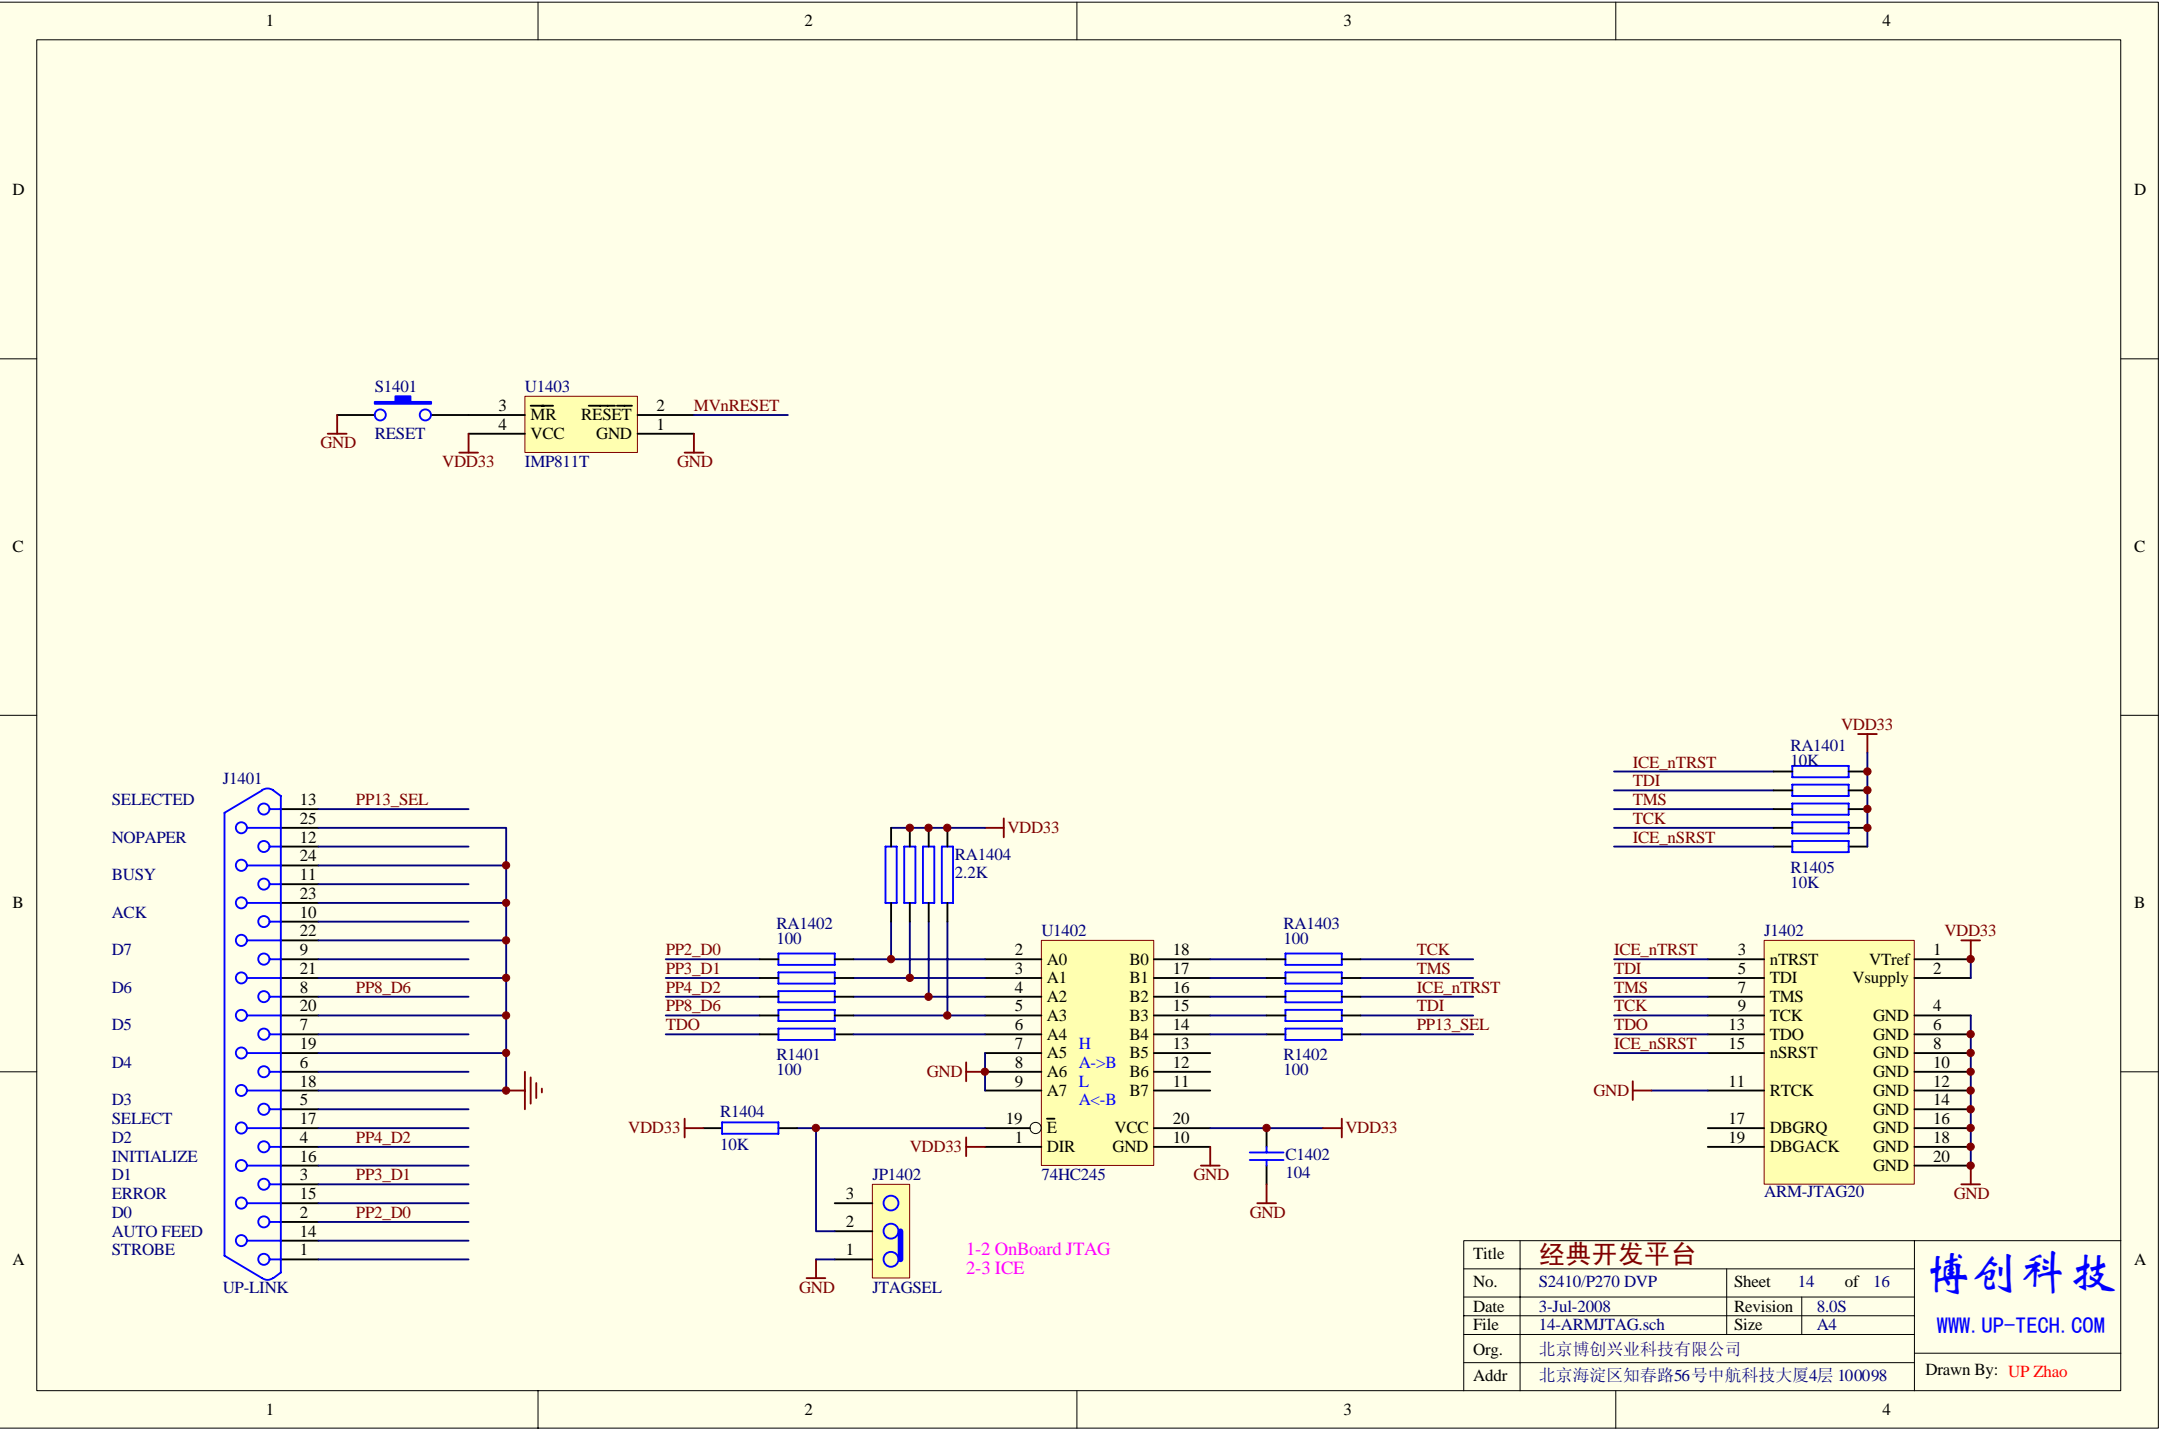 1 2 3 4
D D
C C
B B
A A
S1401
RESET
GND
U1403
3 MR RESET 2 MVnRESET
4 VCC GND 1
VDD33 IMP811T GND
J1401
SELECTED 13 PP13_SEL
25
NOPAPER 12
24
BUSY 11
23
ACK 10
22
D7 9
21
D6 8 PP8_D6
20
D5 7
19
D4 6
18
D3 5
SELECT 17
D2 4 PP4_D2
INITIALIZE 16
D1 3 PP3_D1
ERROR 15
D0 2 PP2_D0
AUTO FEED 14
STROBE 1
UP-LINK
VDD33
RA1404
2.2K
RA1402
100
U1402
RA1403
100
PP2_D0 2 A0 B0 18 TCK
PP3_D1 3 A1 B1 17 TMS
PP4_D2 4 A2 B2 16 ICE_nTRST
PP8_D6 5 A3 B3 15 TDI
TDO 6 A4 B4 14 PP13_SEL
R1401
100
R1402
100
7 A5 H B5 13
GND 8 A6 A->B B6 12
9 A7 L B7 11
A<-B
VDD33 R1404 19 E VCC 20 VDD33
10K
VDD33 1 DIR GND 10
74HC245
GND
C1402
104
GND
JP1402
3
2
1
GND
JTAGSEL
1-2 OnBoard JTAG
2-3 ICE
VDD33
RA1401
10K
ICE_nTRST
TDI
TMS
TCK
ICE_nSRST
R1405
10K
J1402
VDD33
ICE_nTRST 3 nTRST VTref 1
TDI 5 TDI Vsupply 2
TMS 7 TMS
TCK 9 TCK GND 4
TDO 13 TDO GND 6
ICE_nSRST 15 nSRST GND 8
GND 10
GND 11 RTCK GND 12
GND 14
17 DBGRQ GND 16
19 DBGACK GND 18
GND 20
ARM-JTAG20
GND
Title 经典开发平台
No. S2410/P270 DVP Sheet 14 of 16
Date 3-Jul-2008 Revision 8.0S
File 14-ARMJTAG.sch Size A4
Org. 北京博创兴业科技有限公司
Addr 北京海淀区知春路56号中航科技大厦4层 100098
博创科技
WWW.UP-TECH.COM
Drawn By: UP Zhao
1 2 3 4